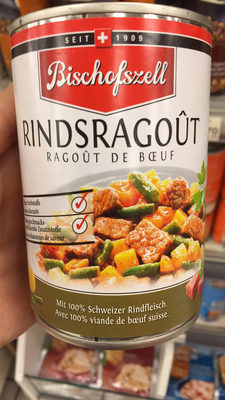 SEIT 1909
Bischofszell
RINDSRAGOÛT
RAGOÛT DE BŒUF
Mit 100% Schweizer Rindfleisch.
Avec 100% viande de bœuf suisse.